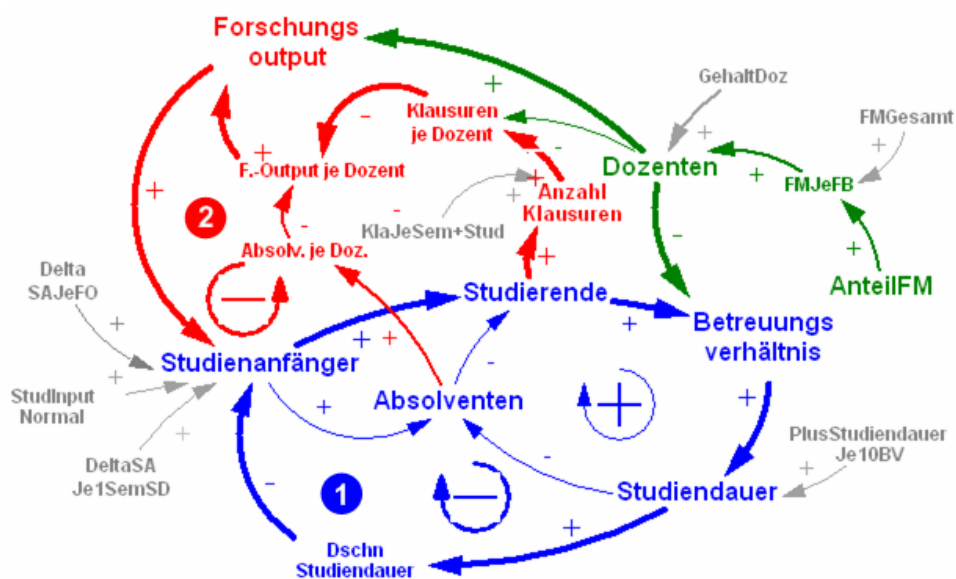 Forschungs
output
+
GehaltDoz
+
FMGesamt
+
Klausuren
je Dozent
-
-
Dozenten
+
FMJeFB
+
F.-Output je Dozent
+
+
+
Anzahl
Klausuren
-
-
KlaJeSem+Stud
2
Absolv. je Doz.
+
-
+
AnteilFM
Delta
SAJeFO
+
Studierende
+
Betreuungs
verhältnis
+
+
-
Studienanfänger
StudInput
Normal
+
+
Absolventen
+
DeltaSA
Je1SemSD
+
-
-
PlusStudiendauer
Je10BV
+
1
Studiendauer
+
Dschn
Studiendauer